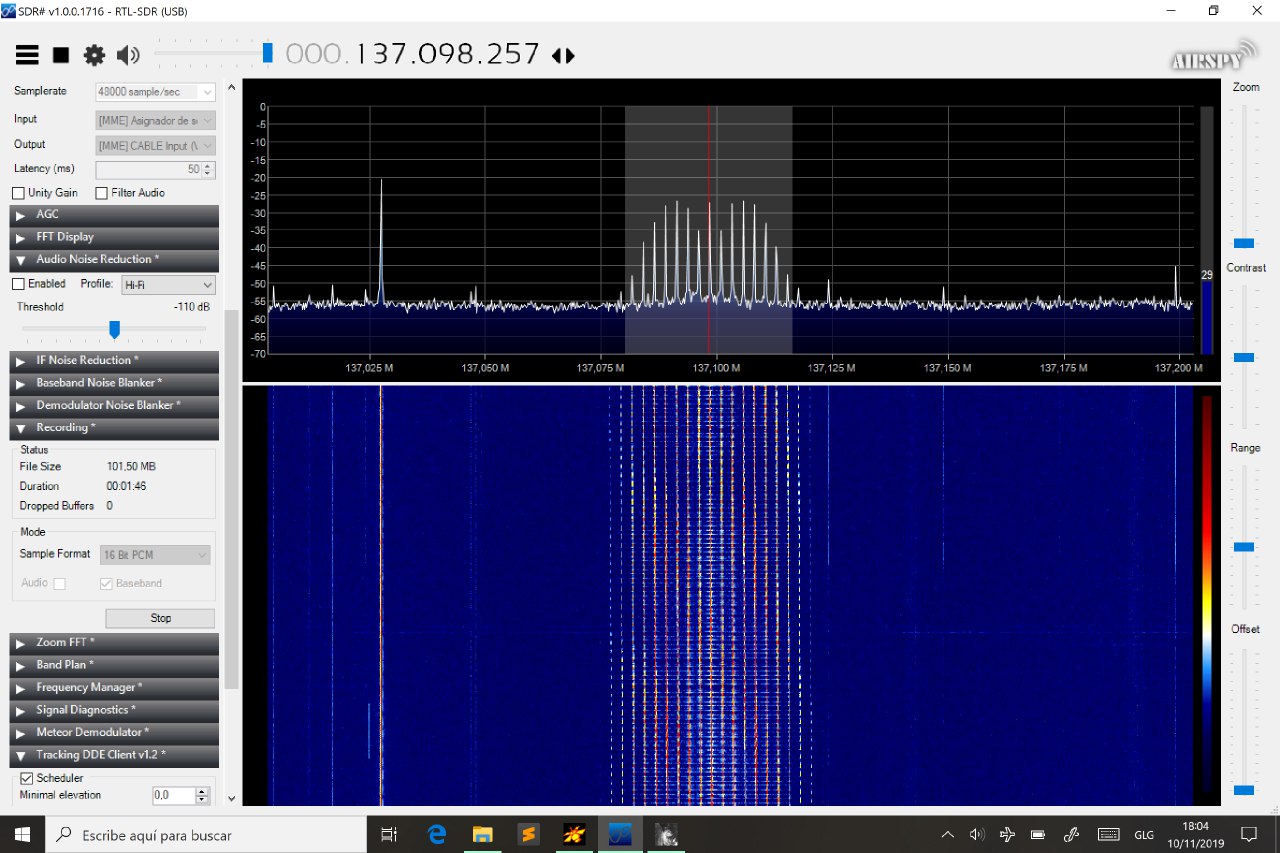 SDR# v1.0.0.1716 - RTL-SDR (USB)
000.137.098.257
AIRSPY
Samplerate 48000 sample/sec
Input [MME] Asignador de s
Output [MME] CABLE Input (V
Latency (ms) 50
Unity Gain Filter Audio
AGC
FFT Display
Audio Noise Reduction *
Enabled Profile: Hi-Fi
Threshold -110 dB
IF Noise Reduction *
Baseband Noise Blanker *
Demodulator Noise Blanker *
Recording *
Status
File Size 101,50 MB
Duration 00:01:46
Dropped Buffers 0
Mode
Sample Format 16 Bit PCM
Audio Baseband
Stop
Zoom FFT *
Band Plan *
Frequency Manager *
Signal Diagnostics *
Meteor Demodulator *
Tracking DDE Client v1.2 *
Scheduler
Minimal elevation 0,0
0
-5
-10
-15
-20
-25
-30
-35
-40
-45
-50
-55
-60
-65
-70
137,025 M 137,050 M 137,075 M 137,100 M 137,125 M 137,150 M 137,175 M 137,200 M
29
Zoom
Contrast
Range
Offset
Escribe aquí para buscar
GLG
18:04
10/11/2019